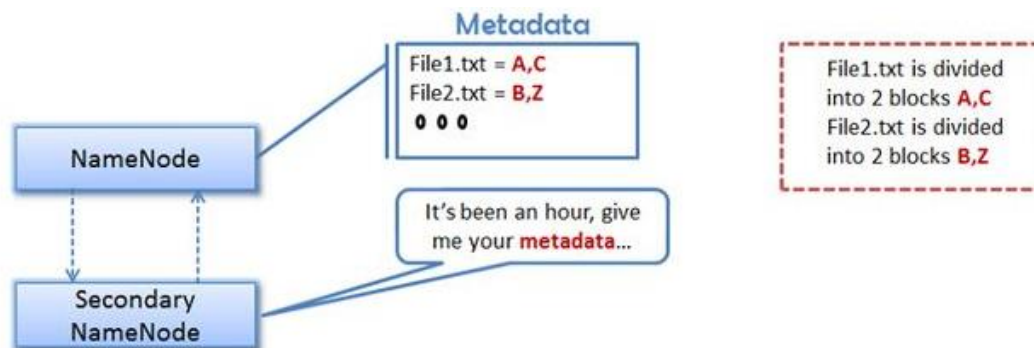 Metadata
File1.txt = A,C
File2.txt = B,Z
0 0 0
NameNode
File1.txt is divided
into 2 blocks A,C
File2.txt is divided
into 2 blocks B,Z
It's been an hour, give
me your metadata...
Secondary
NameNode